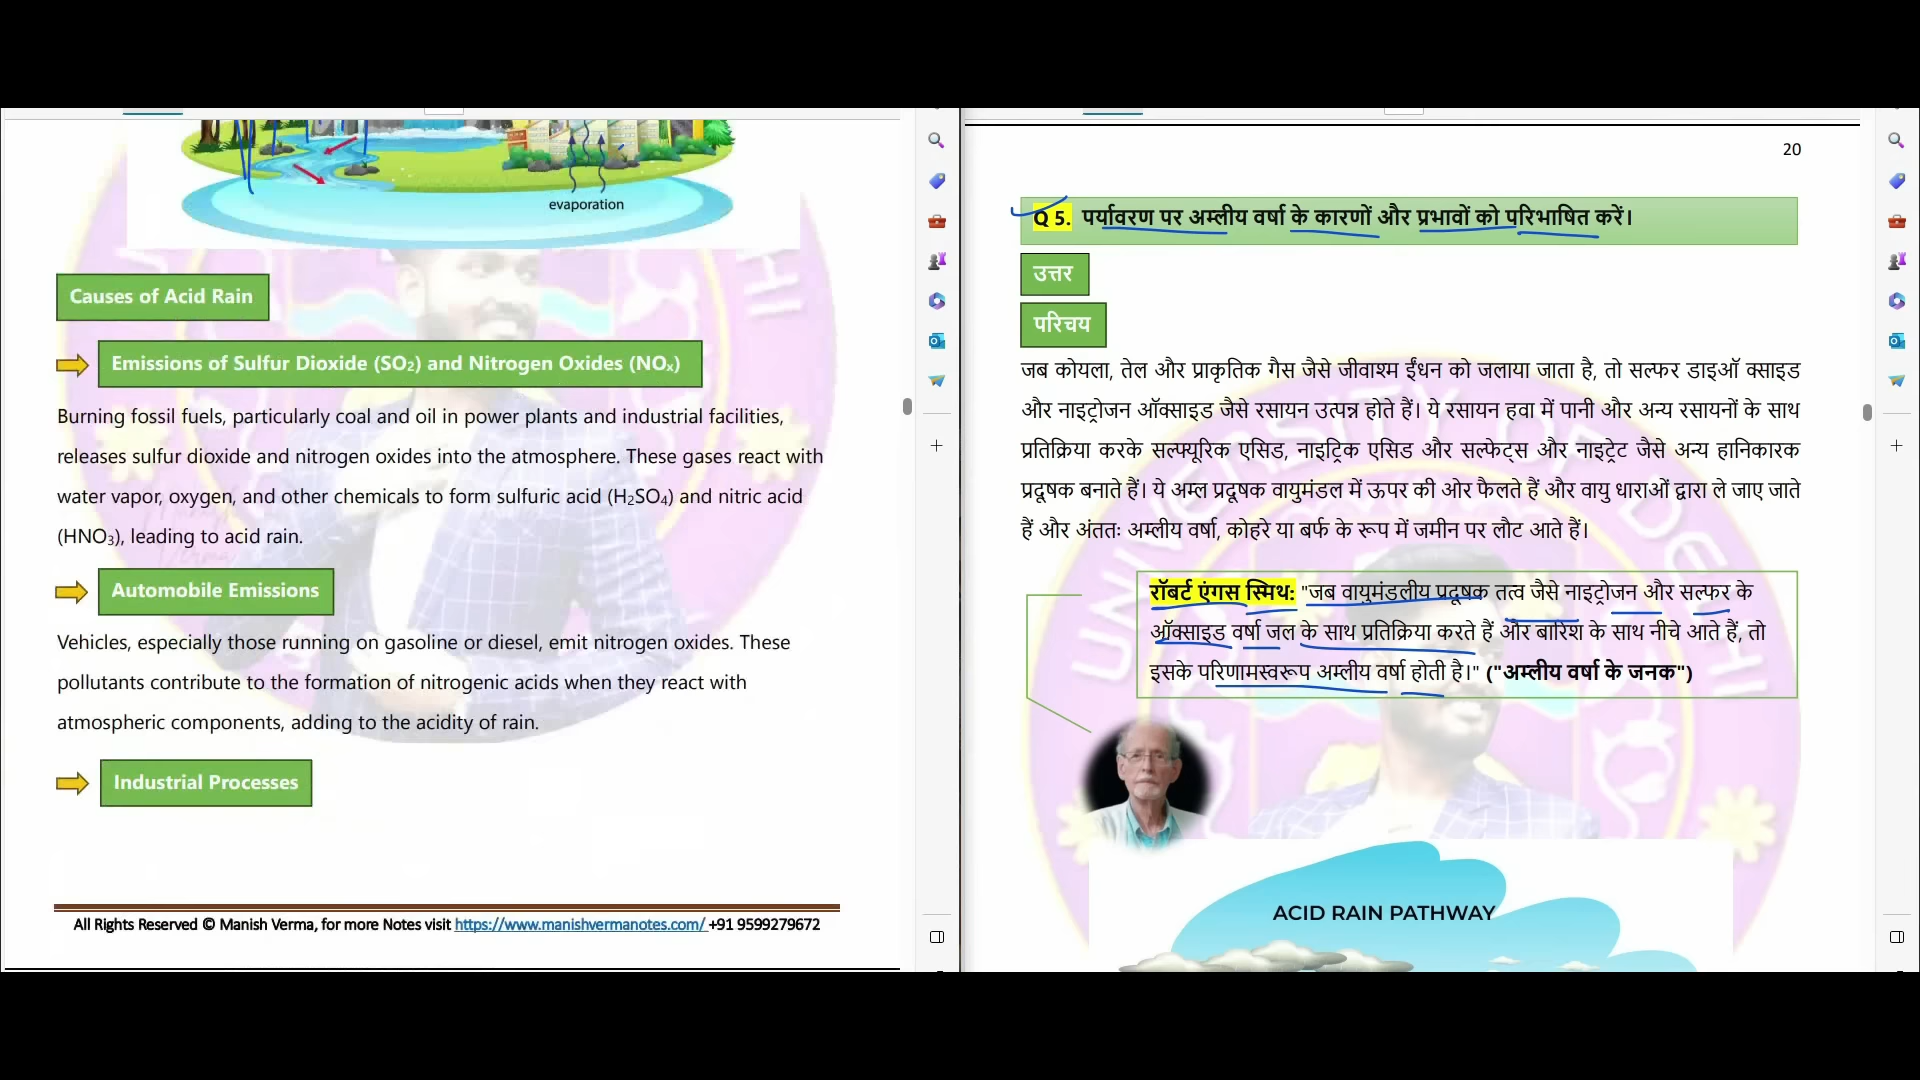 evaporation
Causes of Acid Rain
Emissions of Sulfur Dioxide (SO₂) and Nitrogen Oxides (NOₓ)
Burning fossil fuels, particularly coal and oil in power plants and industrial facilities,
releases sulfur dioxide and nitrogen oxides into the atmosphere. These gases react with
water vapor, oxygen, and other chemicals to form sulfuric acid (H₂SO₄) and nitric acid
(HNO₃), leading to acid rain.
Automobile Emissions
Vehicles, especially those running on gasoline or diesel, emit nitrogen oxides. These
pollutants contribute to the formation of nitrogenic acids when they react with
atmospheric components, adding to the acidity of rain.
Industrial Processes
All Rights Reserved © Manish Verma, for more Notes visit https://www.manishvermanotes.com/ +91 9599279672
20
Q 5. पर्यावरण पर अम्लीय वर्षा के कारणों और प्रभावों को परिभाषित करें।
उत्तर
परिचय
जब कोयला, तेल और प्राकृतिक गैस जैसे जीवाश्म ईंधन को जलाया जाता है, तो सल्फर डाइऑ क्साइड
और नाइट्रोजन ऑक्साइड जैसे रसायन उत्पन्न होते हैं। ये रसायन हवा में पानी और अन्य रसायनों के साथ
प्रतिक्रिया करके सल्फ्यूरिक एसिड, नाइट्रिक एसिड और सल्फेट्स और नाइट्रेट जैसे अन्य हानिकारक
प्रदूषक बनाते हैं। ये अम्ल प्रदूषक वायुमंडल में ऊपर की ओर फैलते हैं और वायु धाराओं द्वारा ले जाए जाते
हैं और अंततः अम्लीय वर्षा, कोहरे या बर्फ के रूप में जमीन पर लौट आते हैं।
रॉबर्ट एंगस स्मिथ: "जब वायुमंडलीय प्रदूषक तत्व जैसे नाइट्रोजन और सल्फर के
ऑक्साइड वर्षा जल के साथ प्रतिक्रिया करते हैं और बारिश के साथ नीचे आते हैं, तो
इसके परिणामस्वरूप अम्लीय वर्षा होती है।" ("अम्लीय वर्षा के जनक")
UNIVERSITY OF DELHI
ACID RAIN PATHWAY